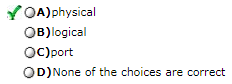 A)physical
B)logical
C)port
D)None of the choices are correct